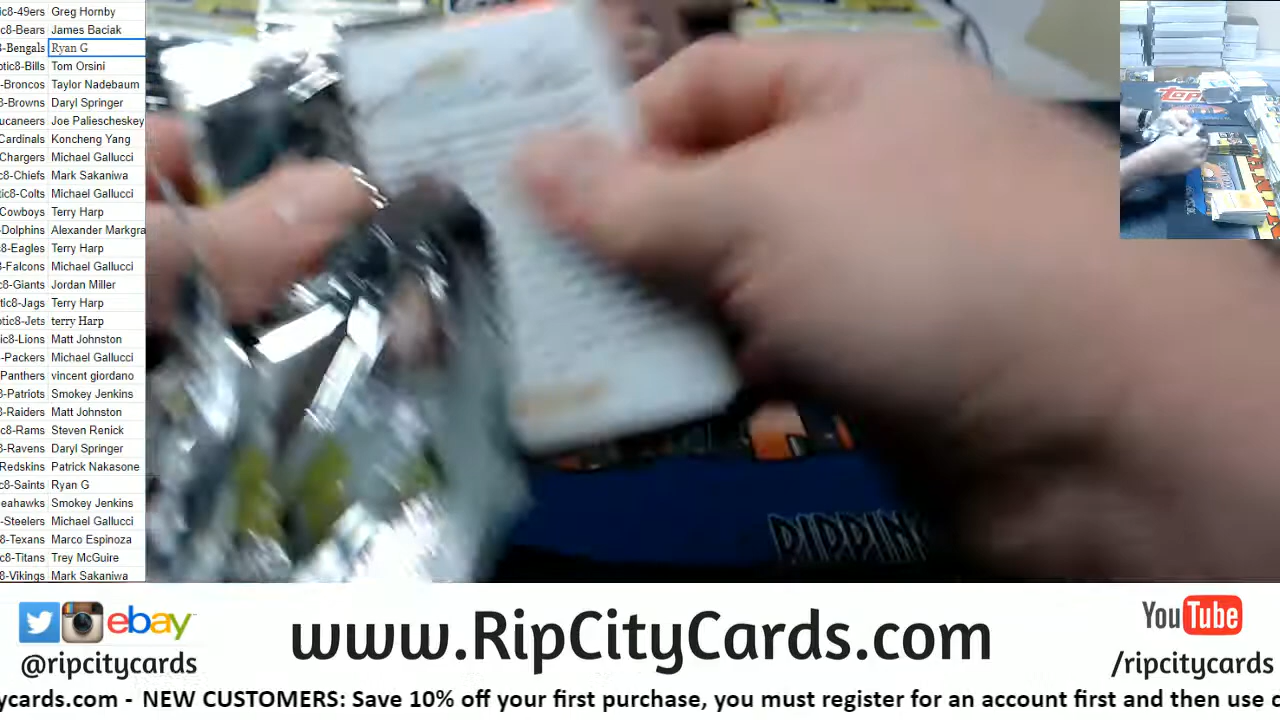 ic8-49ers Greg Hornby
c8-Bears James Baciak
-Bengals Ryan G
otic8-Bills Tom Orsini
-Broncos Taylor Nadebaum
8-Browns Daryl Springer
ucaneers Joe Paliescheskey
Cardinals Koncheng Yang
Chargers Michael Gallucci
c8-Chiefs Mark Sakaniwa
tic8-Colts Michael Gallucci
Cowboys Terry Harp
-Dolphins Alexander Markgra
c8-Eagles Terry Harp
8-Falcons Michael Gallucci
c8-Giants Jordan Miller
otic8-Jags Terry Harp
otic8-Jets terry Harp
c8-Lions Matt Johnston
-Packers Michael Gallucci
Panthers vincent giordano
8-Patriots Smokey Jenkins
8-Raiders Matt Johnston
c8-Rams Steven Renick
8-Ravens Daryl Springer
Redskins Patrick Nakasone
c8-Saints Ryan G
eahawks Smokey Jenkins
-Steelers Michael Gallucci
8-Texans Marco Espinoza
c8-Titans Trey McGuire
8-Vikings Mark Sakaniwa
RIPPIN
ebay
@ripcitycards
www.RipCityCards.com
YouTube
/ripcitycards
ycards.com - NEW CUSTOMERS: Save 10% off your first purchase, you must register for an account first and then use c